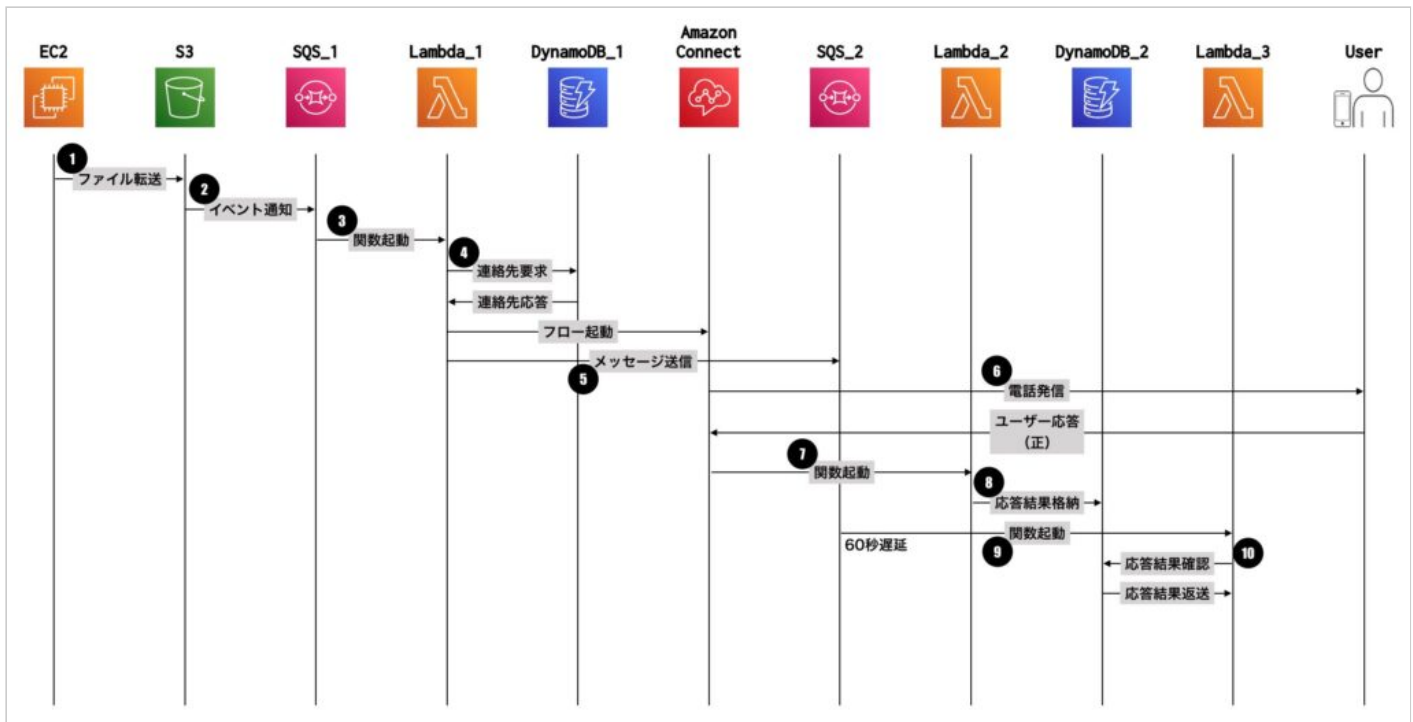 Amazon
EC2 S3 SQS_1 Lambda_1 DynamoDB_1 Connect SQS_2 Lambda_2 DynamoDB_2 Lambda_3 User
1
ファイル転送
2
イベント通知
3
関数起動
4
連絡先要求
連絡先応答
フロー起動
メッセージ送信
5
6
電話発信
ユーザー応答
(正)
7
関数起動
8
応答結果格納
関数起動
60秒遅延
9
10
応答結果確認
応答結果返送